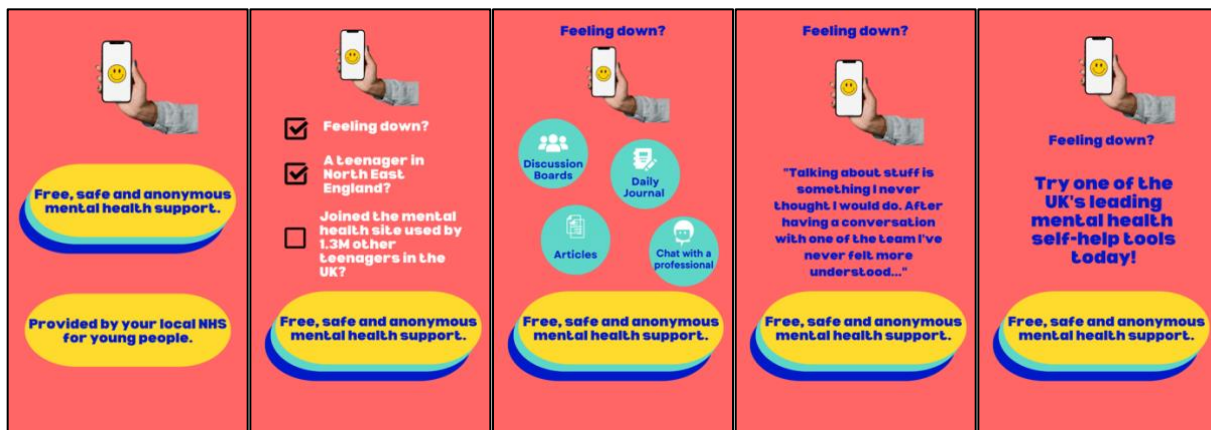 Free, safe and anonymous
mental health support.
Provided by your local NHS
for young people.
Feeling down?
A teenager in
North East
England?
Joined the mental
health site used by
1.3M other
teenagers in the
UK?
Free, safe and anonymous
mental health support.
Feeling down?
Discussion
Boards
Daily
Journal
Articles
Chat with a
professional
Free, safe and anonymous
mental health support.
Feeling down?
"Talking about stuff is
something I never
thought I would do. After
having a conversation
with one of the team I've
never felt more
understood..."
Free, safe and anonymous
mental health support.
Feeling down?
Try one of the
UK's leading
mental health
self-help tools
today!
Free, safe and anonymous
mental health support.